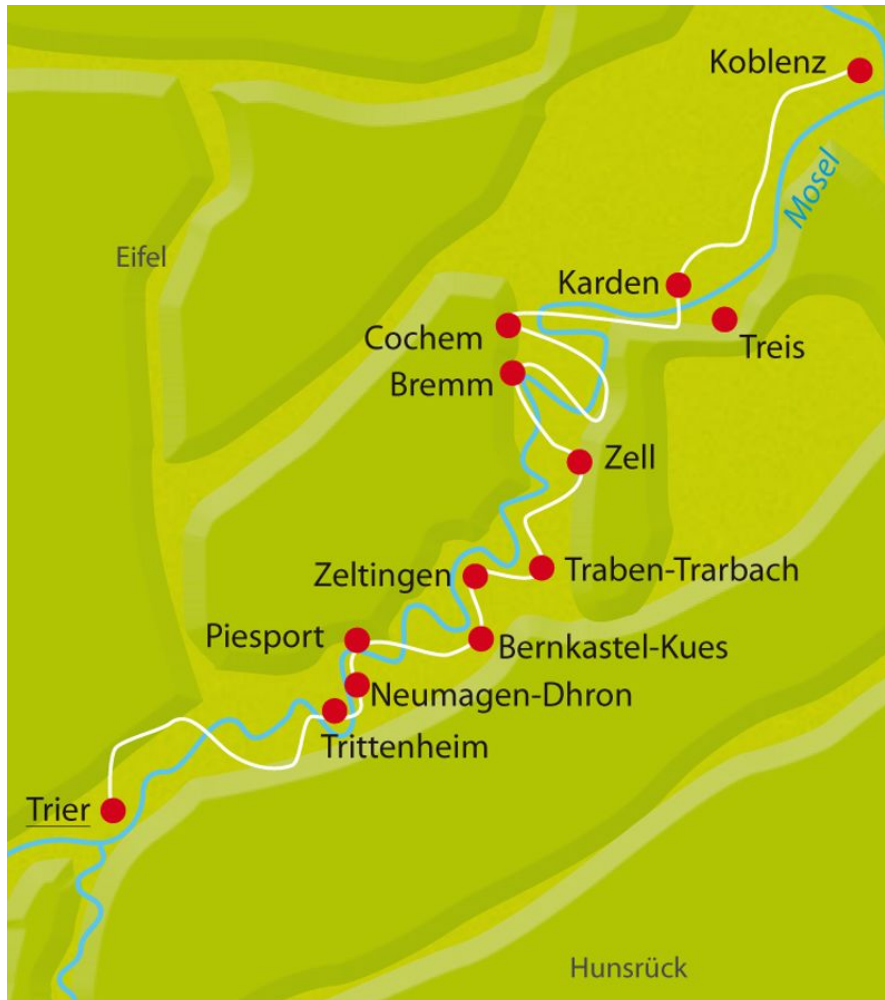 Koblenz
Mosel
Eifel
Karden
Cochem
Treis
Bremm
Zell
Zeltingen
Traben-Trarbach
Piesport
Bernkastel-Kues
Neumagen-Dhron
Trittenheim
Trier
Hunsrück